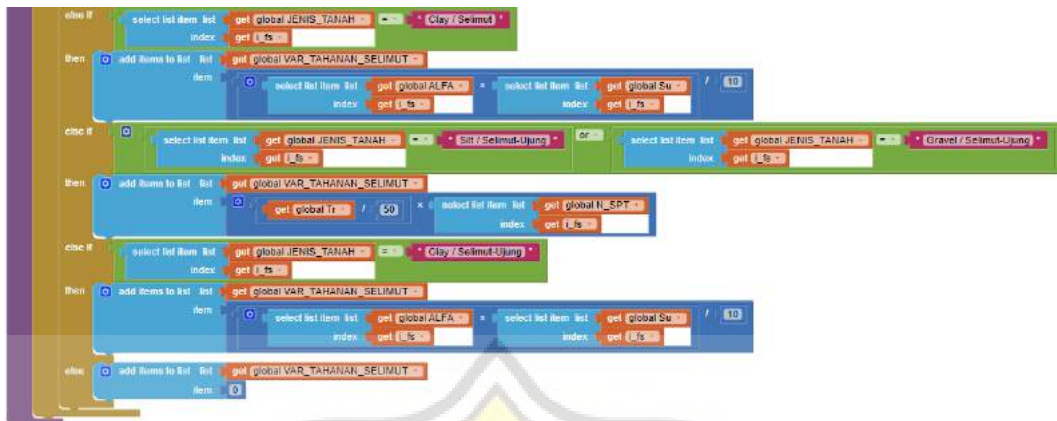 else if select list item list get global JENIS_TANAH = " Clay / Selimut "
index get i_fs
then add items to list list get global VAR_TAHANAN_SELIMUT
item select list item list get global ALFA × select list item list get global Su / 10
index get i_fs index get i_fs
else if select list item list get global JENIS_TANAH = " Silt / Selimut-Ujung " or select list item list get global JENIS_TANAH = " Gravel / Selimut-Ujung "
index get i_fs index get i_fs
then add items to list list get global VAR_TAHANAN_SELIMUT
item get global Tr / 50 × select list item list get global N_SPT
index get i_fs
else if select list item list get global JENIS_TANAH = " Clay / Selimut-Ujung "
index get i_fs
then add items to list list get global VAR_TAHANAN_SELIMUT
item select list item list get global ALFA × select list item list get global Su / 10
index get i_fs index get i_fs
else add items to list list get global VAR_TAHANAN_SELIMUT
item 0